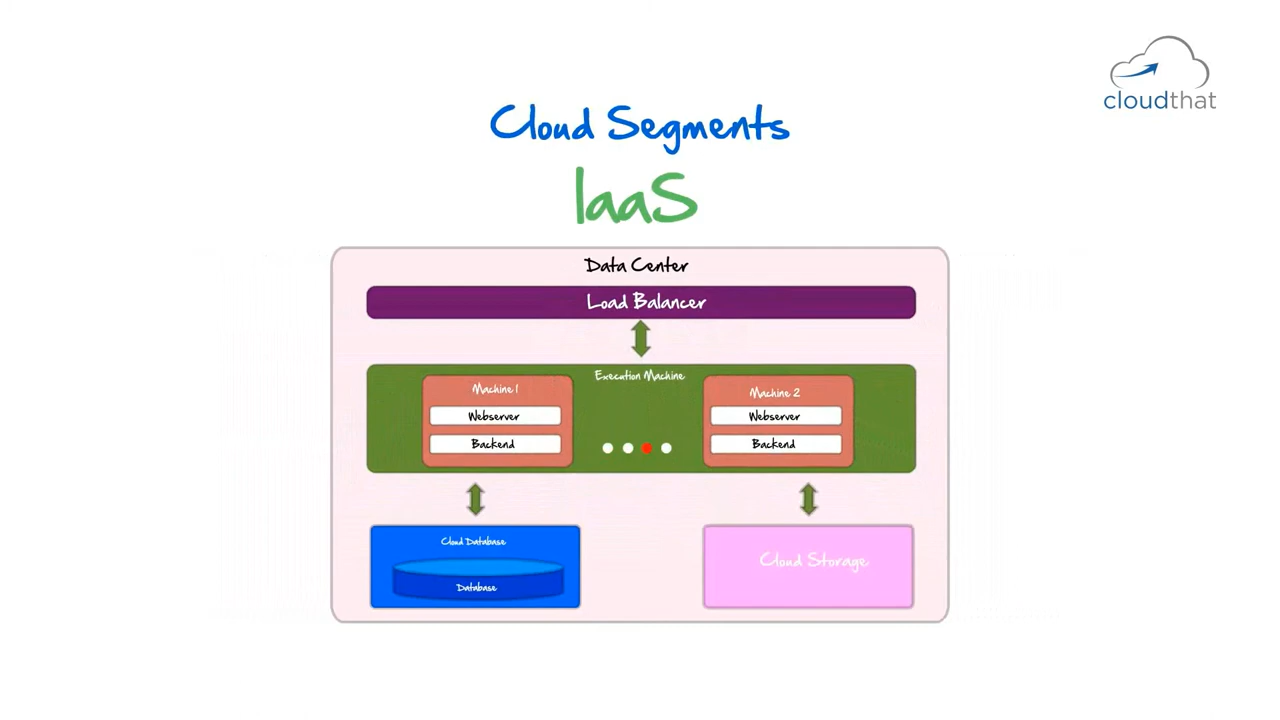 cloudthat
Cloud Segments
IaaS
Data Center
Load Balancer
Execution Machine
Machine 1
Webserver
Backend
Machine 2
Webserver
Backend
Cloud Database
Database
Cloud Storage